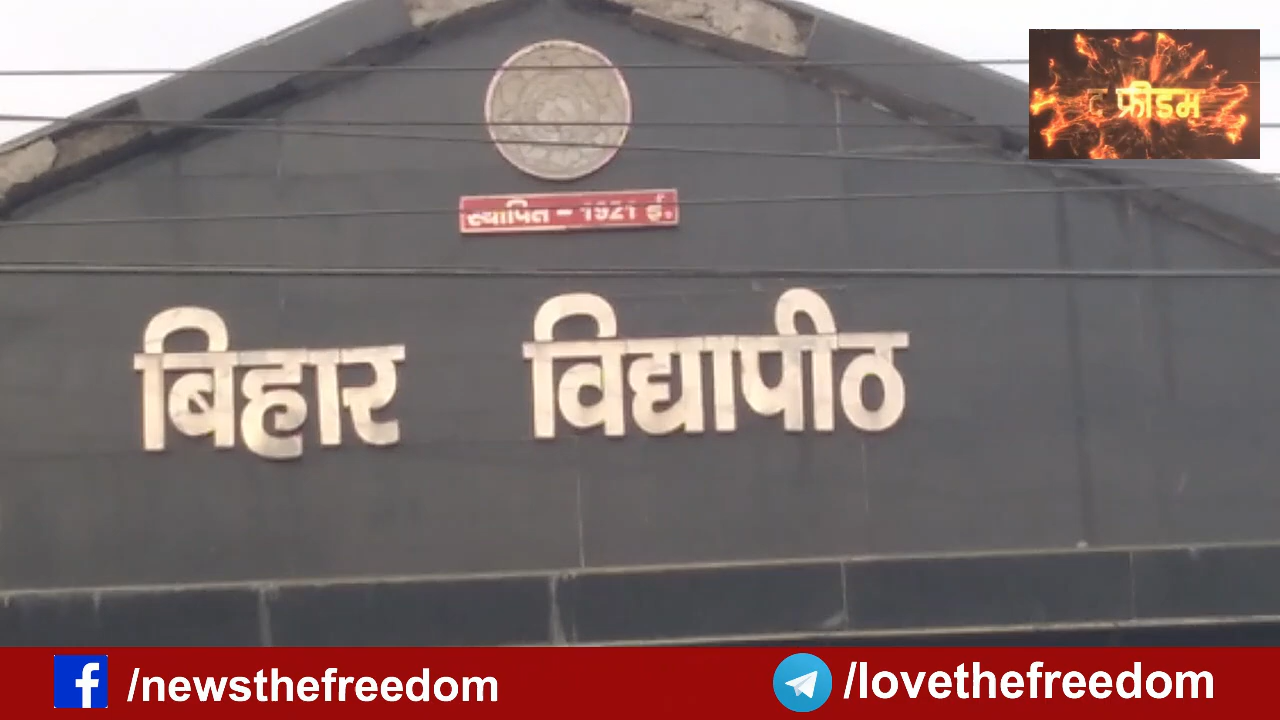 द फ्रीडम
स्थापित - 1921 ई.
बिहार विद्यापीठ
/newsthefreedom
/lovethefreedom